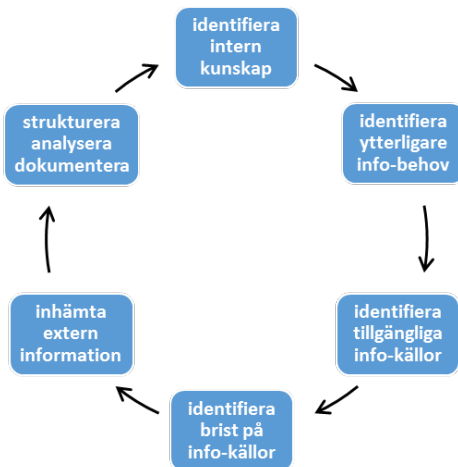 identifiera
intern
kunskap
identifiera
ytterligare
info-behov
identifiera
tillgängliga
info-källor
identifiera
brist på
info-källor
inhämta
extern
information
strukturera
analysera
dokumentera